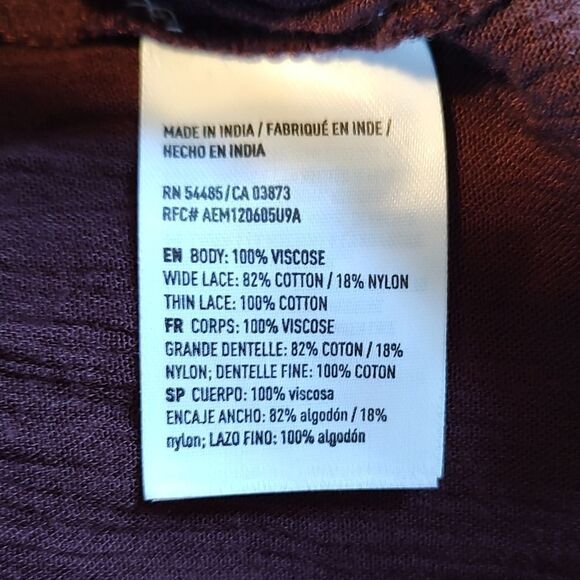 MADE IN INDIA / FABRIQUÉ EN INDE /
HECHO EN INDIA
RN 54485/CA 03873
RFC# AEM120605U9A
EN BODY: 100% VISCOSE
WIDE LACE: 82% COTTON / 18% NYLON
THIN LACE: 100% COTTON
FR CORPS: 100% VISCOSE
GRANDE DENTELLE: 82% COTON / 18%
NYLON; DENTELLE FINE: 100% COTON
SP CUERPO: 100% viscosa
ENCAJE ANCHO: 82% algodón / 18%
nylon; LAZO FINO: 100% algodón